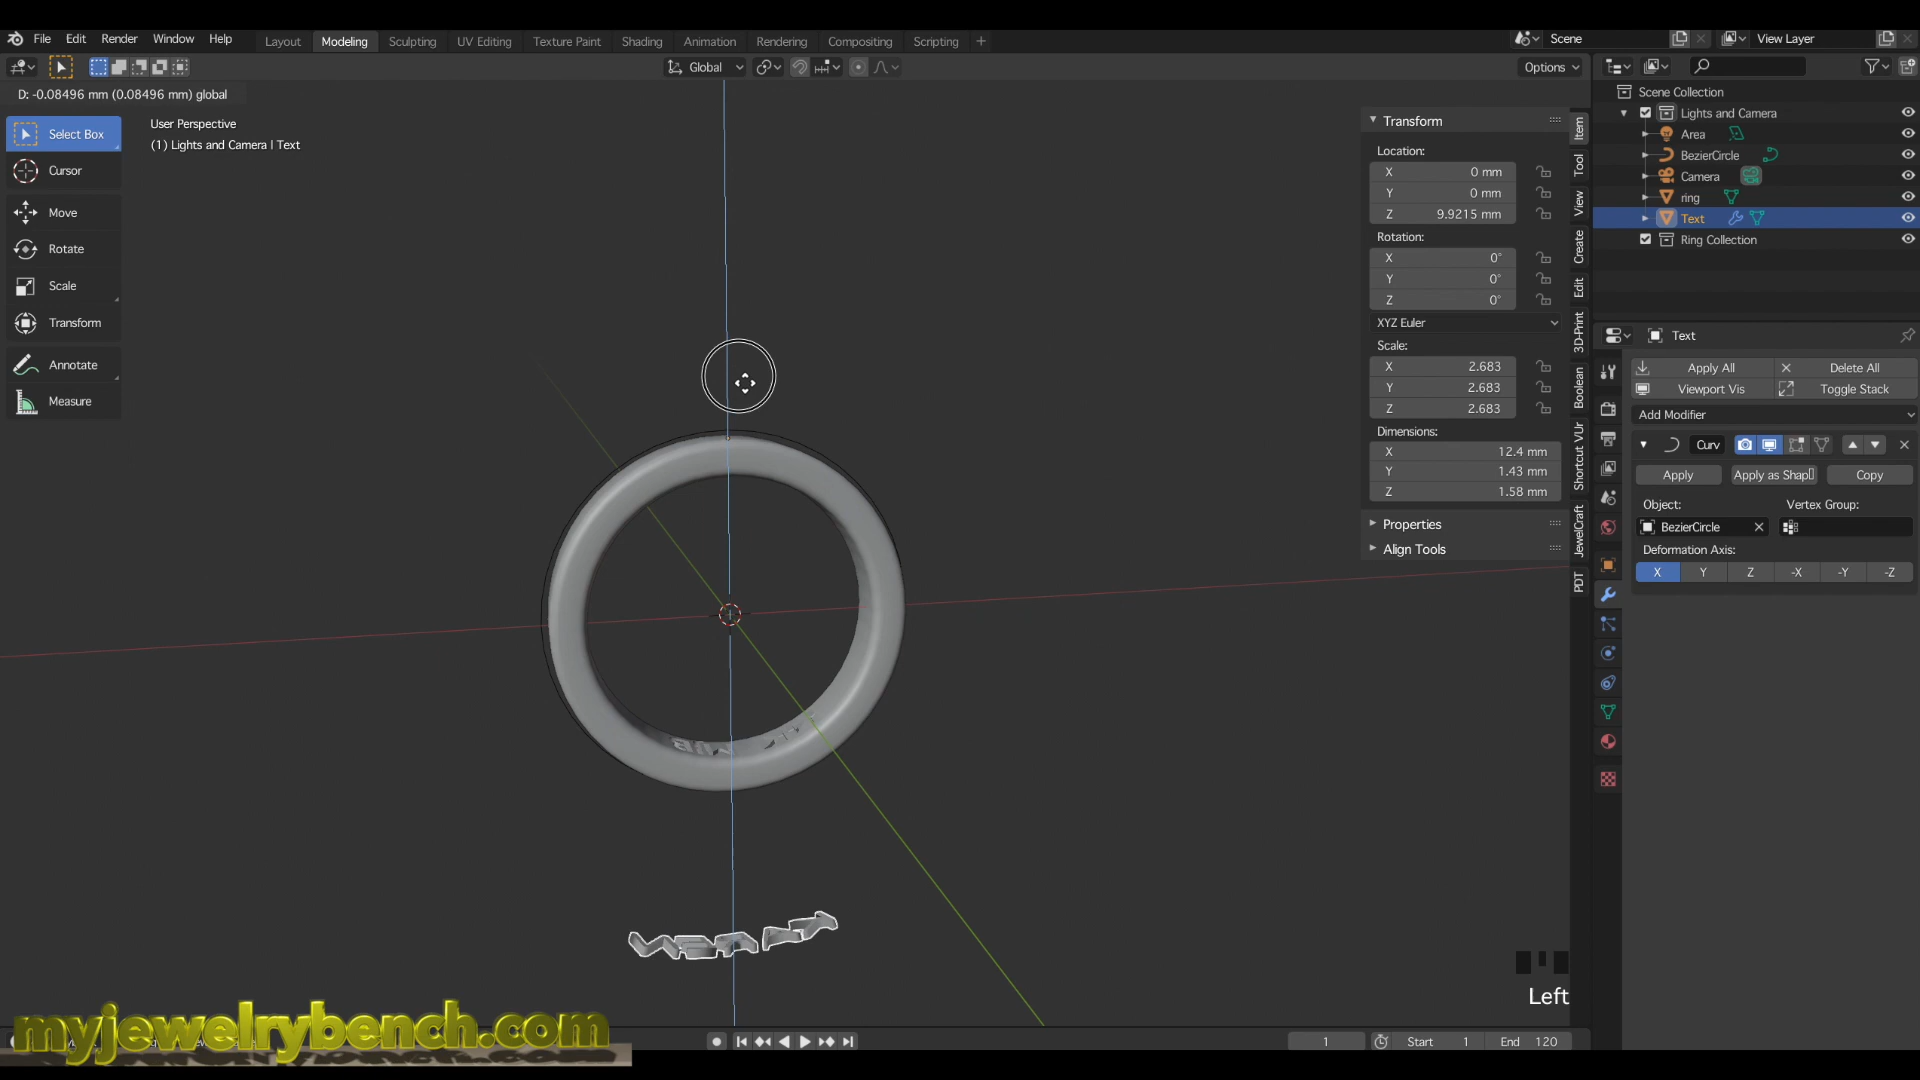 File Edit Render Window Help
Layout Modeling Sculpting UV Editing Texture Paint Shading Animation Rendering Compositing Scripting +
Scene
View Layer
Global
Options
D: -0.08496 mm (0.08496 mm) global
User Perspective
(1) Lights and Camera | Text
Select Box
Cursor
Move
Rotate
Scale
Transform
Annotate
Measure
Transform
Location:
X 0 mm
Y 0 mm
Z 9.9215 mm
Rotation:
X 0°
Y 0°
Z 0°
XYZ Euler
Scale:
X 2.683
Y 2.683
Z 2.683
Dimensions:
X 12.4 mm
Y 1.43 mm
Z 1.58 mm
Properties
Align Tools
Item
Tool
View
Create
Edit
3D-Print
Boolean
Shortcut VUr
JewelCraft
PDT
Scene Collection
Lights and Camera
Area
BezierCircle
Camera
ring
Text
Ring Collection
Text
Apply All Delete All
Viewport Vis Toggle Stack
Add Modifier
Curv
Apply Apply as Shap Copy
Object: Vertex Group:
BezierCircle
Deformation Axis:
X Y Z -X -Y -Z
Left
myjewelrybench.com
1 Start 1 End 120